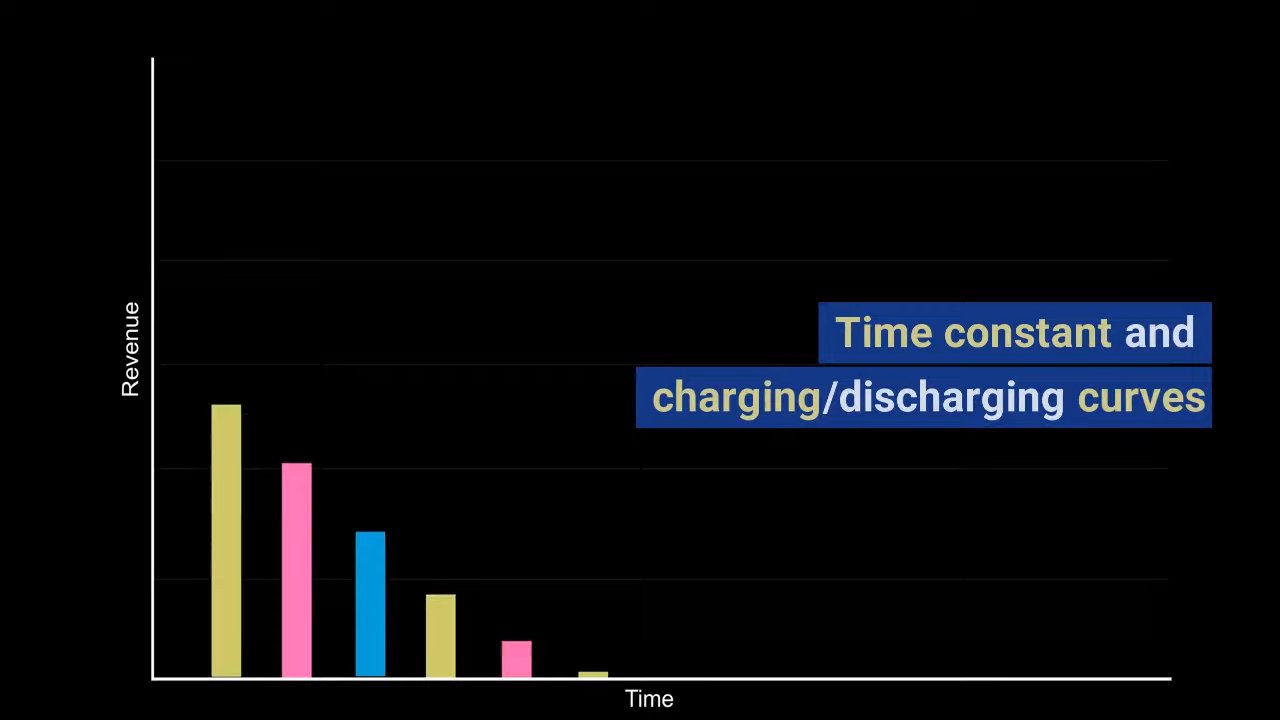 Revenue
Time constant and
charging/discharging curves
Time